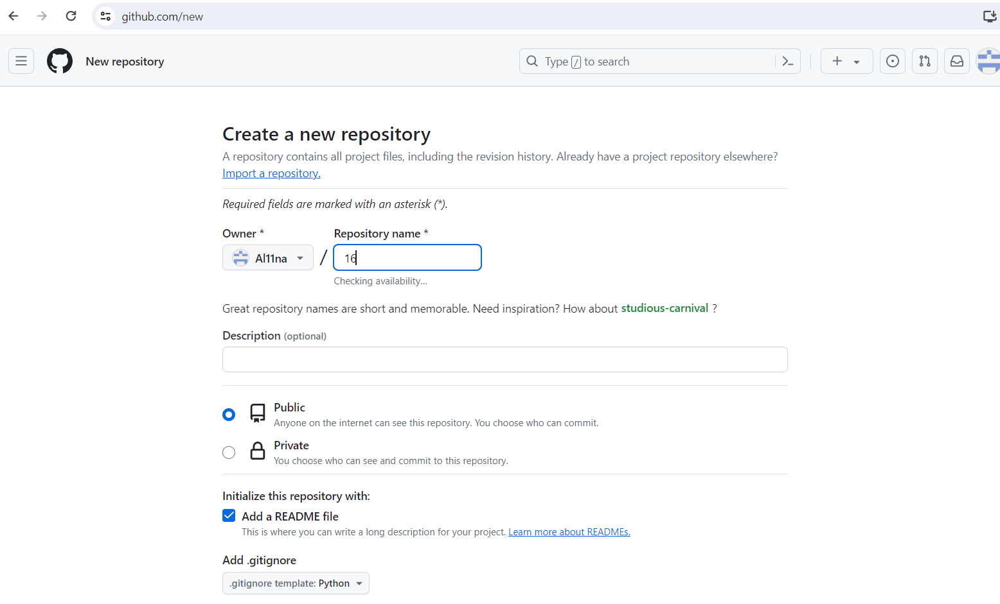 github.com/new
New repository
Type / to search
Create a new repository
A repository contains all project files, including the revision history. Already have a project repository elsewhere?
Import a repository.
Required fields are marked with an asterisk (*).
Owner * Repository name *
Al11na / 16
Checking availability...
Great repository names are short and memorable. Need inspiration? How about studious-carnival ?
Description (optional)
Public
Anyone on the internet can see this repository. You choose who can commit.
Private
You choose who can see and commit to this repository.
Initialize this repository with:
Add a README file
This is where you can write a long description for your project. Learn more about READMEs.
Add .gitignore
.gitignore template: Python